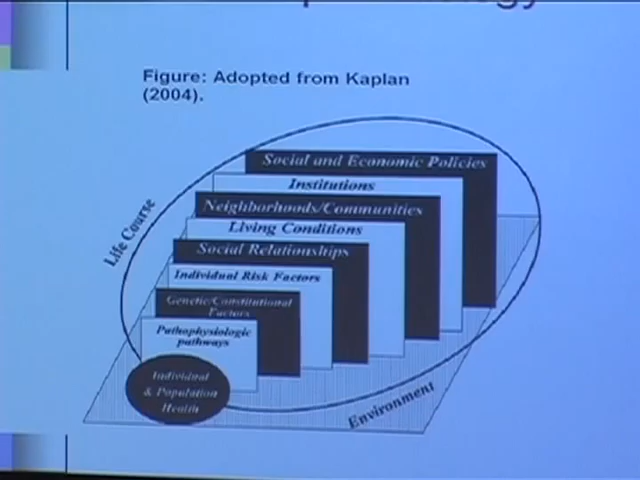 Figure: Adopted from Kaplan
(2004).
Social and Economic Policies
Institutions
Neighborhoods/Communities
Living Conditions
Social Relationships
Individual Risk Factors
Genetic/Constitutional
Factors
Pathophysiologic
pathways
Individual
& Population
Health
Life Course
Environment